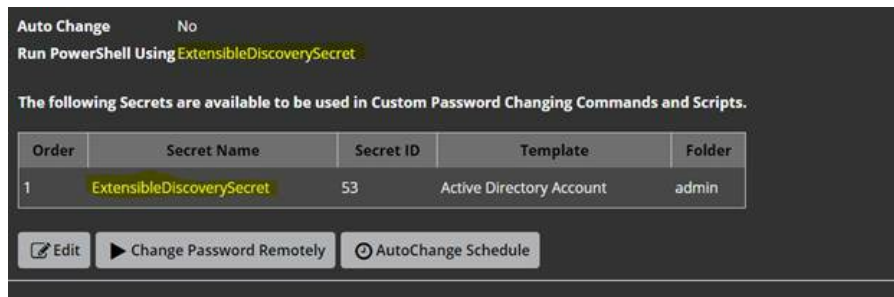 Auto Change No
Run PowerShell Using ExtensibleDiscoverySecret
The following Secrets are available to be used in Custom Password Changing Commands and Scripts.
Order Secret Name Secret ID Template Folder
1 ExtensibleDiscoverySecret 53 Active Directory Account admin
Edit Change Password Remotely AutoChange Schedule